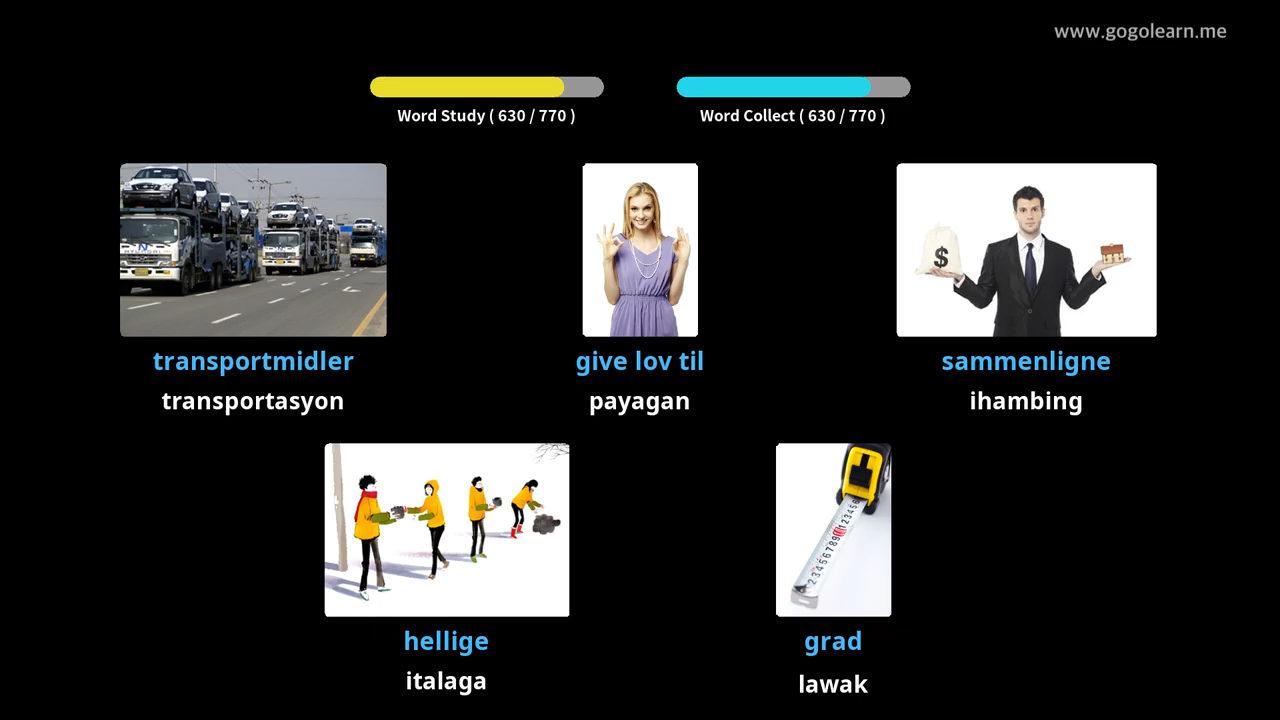 www.gogolearn.me
Word Study ( 630 / 770 )
Word Collect ( 630 / 770 )
transportmidler
transportasyon
give lov til
payagan
sammenligne
ihambing
hellige
italaga
grad
lawak